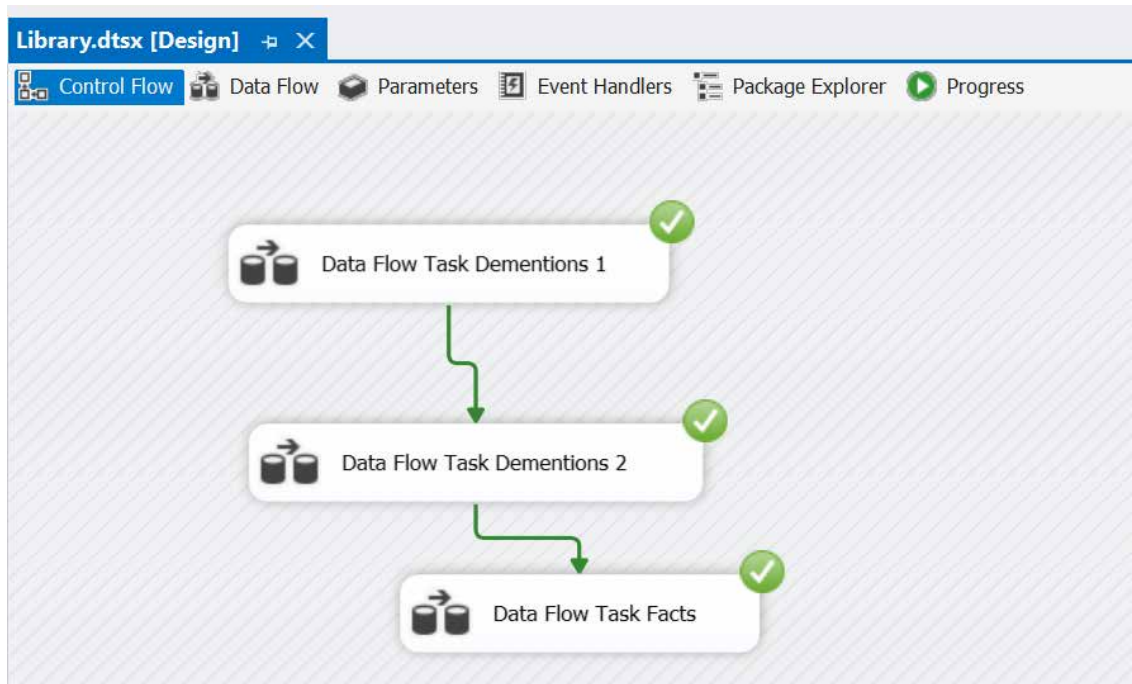 Library.dtsx [Design]
Control Flow Data Flow Parameters Event Handlers Package Explorer Progress
Data Flow Task Dementions 1
Data Flow Task Dementions 2
Data Flow Task Facts